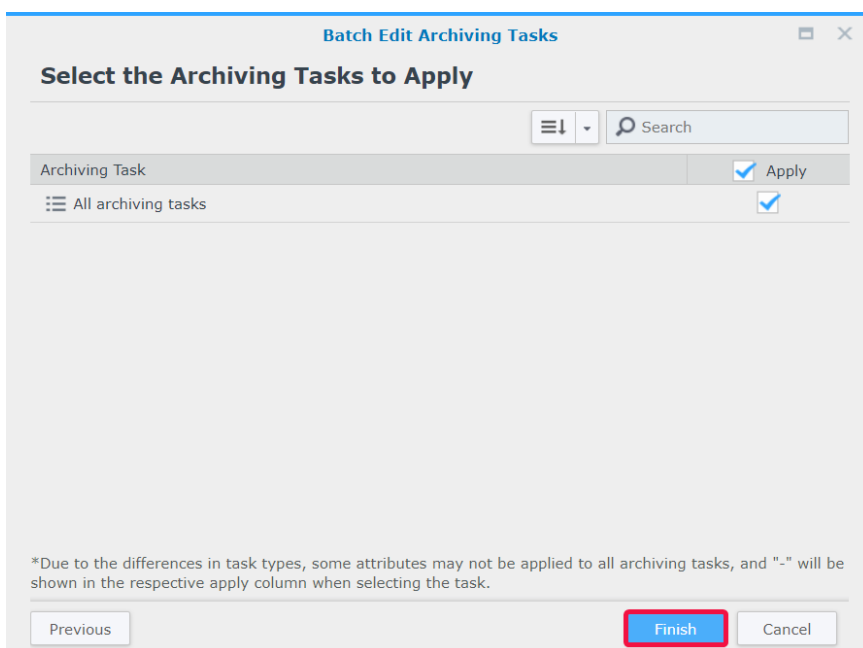 Batch Edit Archiving Tasks
Select the Archiving Tasks to Apply
Search
Archiving Task Apply
All archiving tasks
*Due to the differences in task types, some attributes may not be applied to all archiving tasks, and "-" will be
shown in the respective apply column when selecting the task.
Previous Finish Cancel